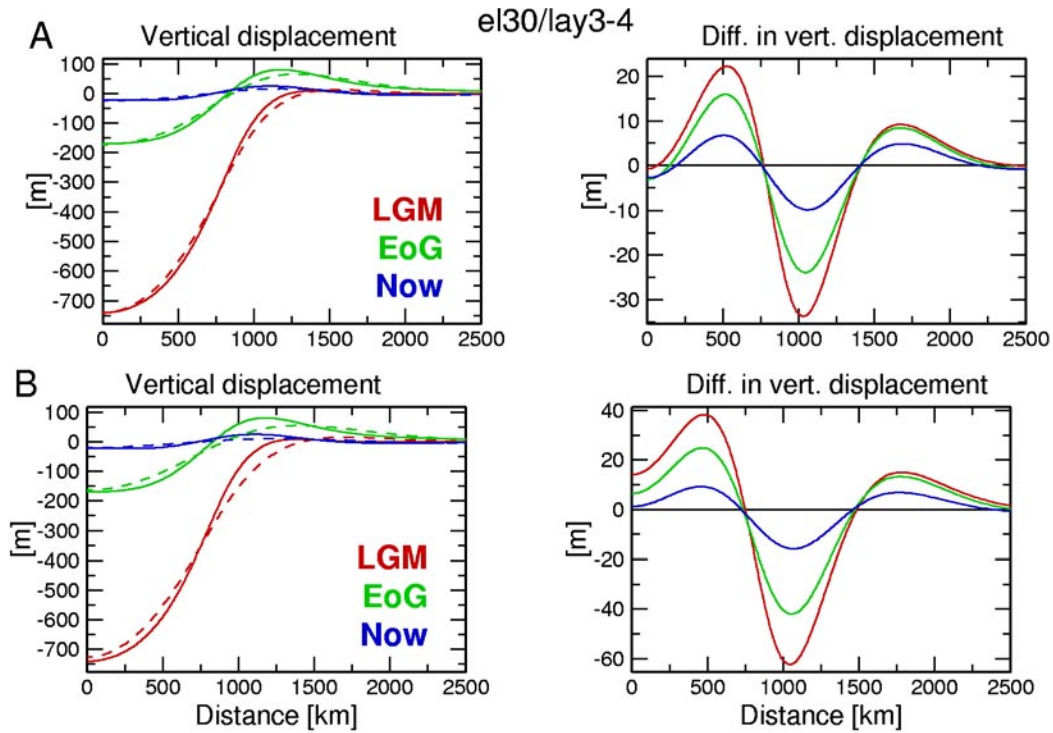 el30/lay3-4
A
Vertical displacement
100
0
-100
-200
-300
-400
-500
-600
-700
[m]
LGM
EoG
Now
0 500 1000 1500 2000 2500
Diff. in vert. displacement
20
10
0
-10
-20
-30
[m]
0 500 1000 1500 2000 2500
B
Vertical displacement
100
0
-100
-200
-300
-400
-500
-600
-700
[m]
LGM
EoG
Now
0 500 1000 1500 2000 2500
Distance [km]
Diff. in vert. displacement
40
20
0
-20
-40
-60
[m]
0 500 1000 1500 2000 2500
Distance [km]